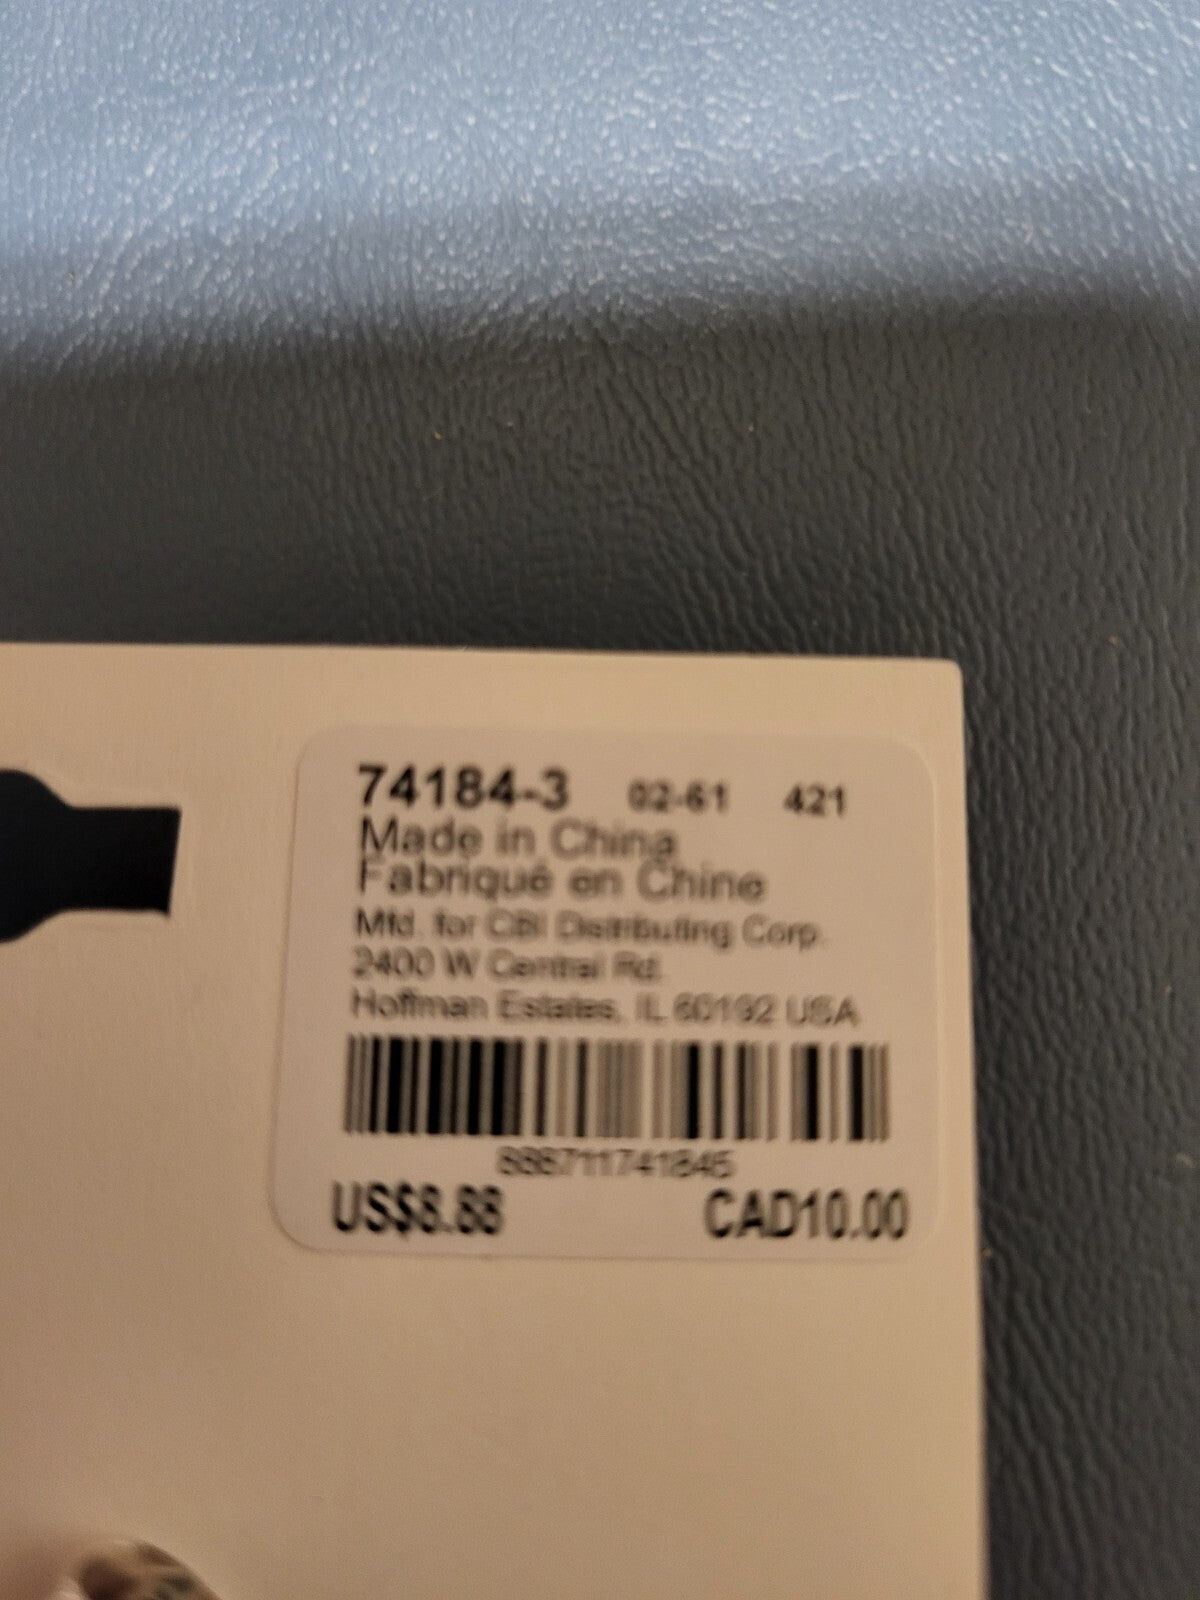 74184-3 02-61 421
Made in China
Fabriqué en Chine
Mfd. for CBI Distributing Corp.
2400 W Central Rd.
Hoffman Estates, IL 60192 USA
888711741845
US$8.88 CAD10.00